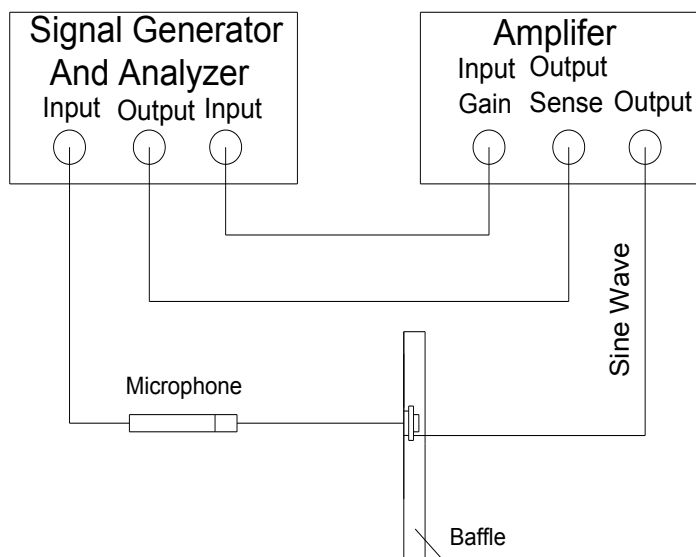 Signal Generator
And Analyzer
Input Output Input
Amplifer
Input Output
Gain Sense Output
Sine Wave
Microphone
Baffle